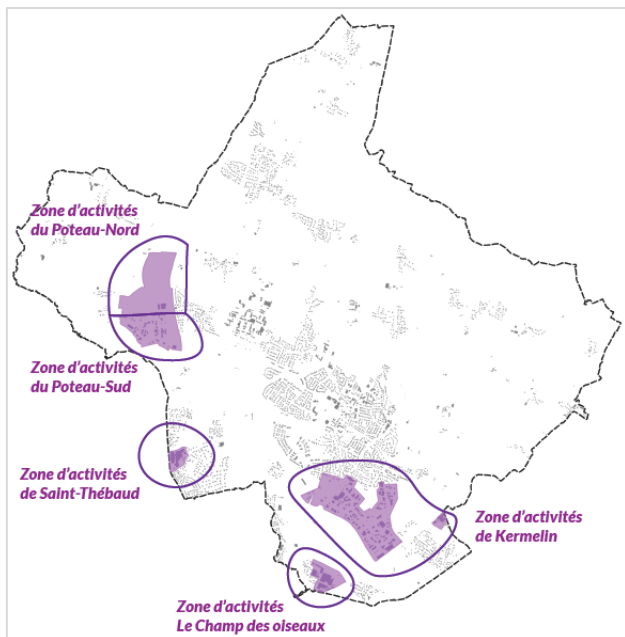 Zone d'activités
du Poteau-Nord
Zone d'activités
du Poteau-Sud
Zone d'activités
de Saint-Thébaud
Zone d'activités
de Kermelin
Zone d'activités
Le Champ des oiseaux